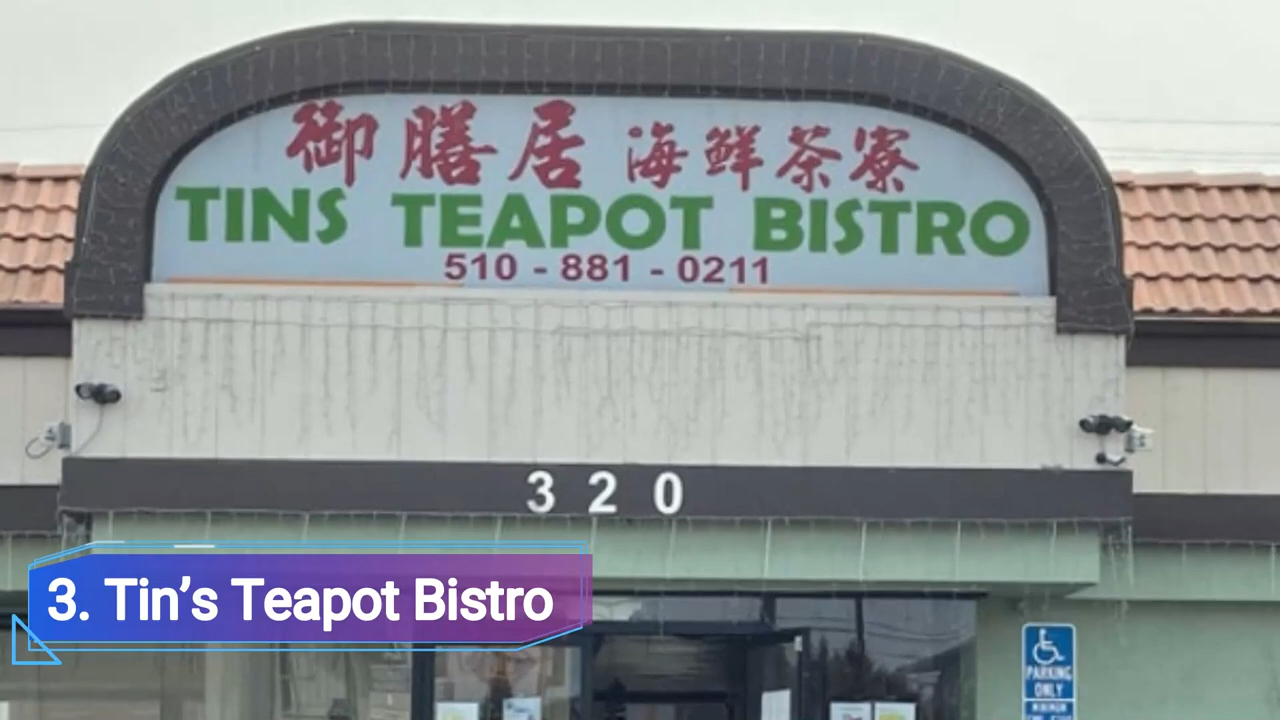 御膳居 海鮮茶寮
TINS TEAPOT BISTRO
510 - 881 - 0211
320
3. Tin’s Teapot Bistro
PARKING
ONLY
MINIMUM